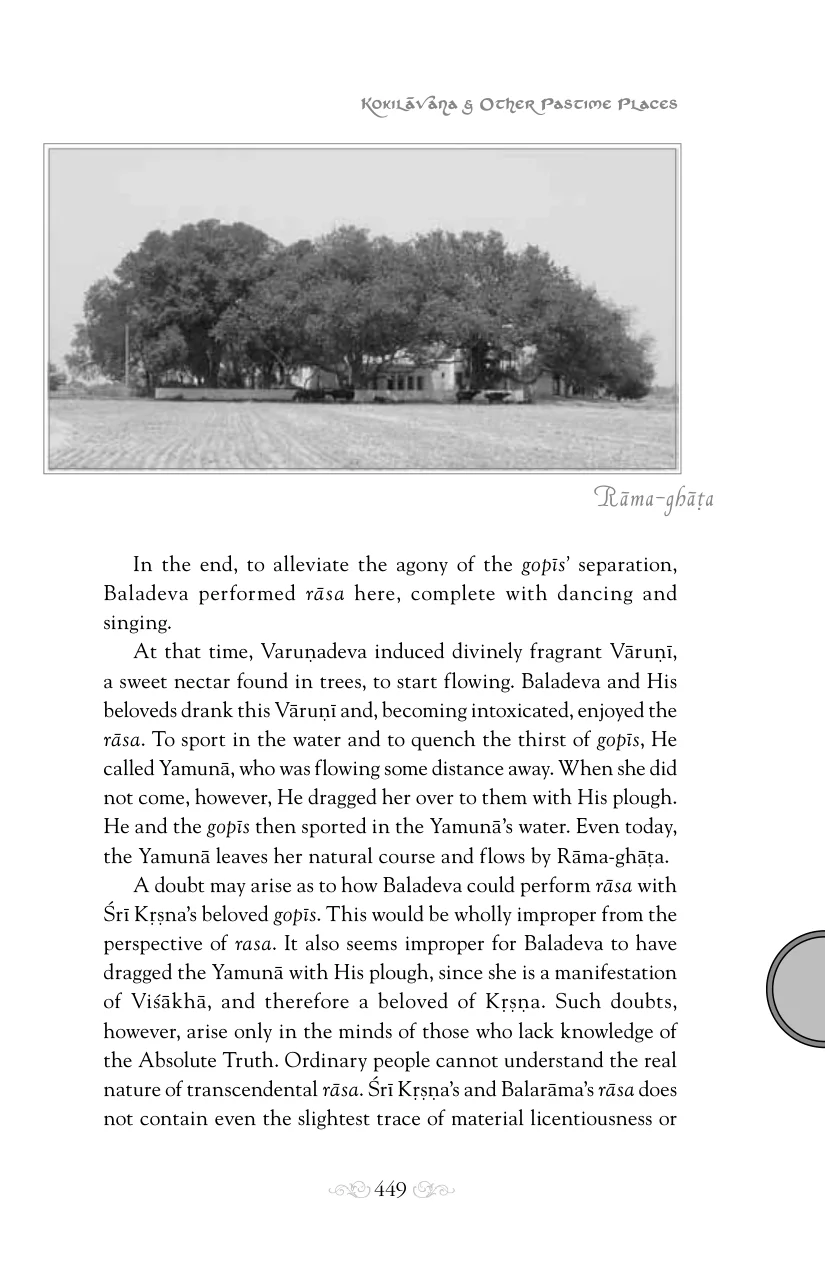 Kokilāvana & Other Pastime Places
Rāma-ghāṭa
In the end, to alleviate the agony of the gopīs’ separation,
Baladeva performed rāsa here, complete with dancing and
singing.
At that time, Varuṇadeva induced divinely fragrant Vāruṇī,
a sweet nectar found in trees, to start flowing. Baladeva and His
beloveds drank this Vāruṇī and, becoming intoxicated, enjoyed the
rāsa. To sport in the water and to quench the thirst of gopīs, He
called Yamunā, who was flowing some distance away. When she did
not come, however, He dragged her over to them with His plough.
He and the gopīs then sported in the Yamunā’s water. Even today,
the Yamunā leaves her natural course and flows by Rāma-ghāṭa.
A doubt may arise as to how Baladeva could perform rāsa with
Śrī Kṛṣṇa’s beloved gopīs. This would be wholly improper from the
perspective of rasa. It also seems improper for Baladeva to have
dragged the Yamunā with His plough, since she is a manifestation
of Viśākhā, and therefore a beloved of Kṛṣṇa. Such doubts,
however, arise only in the minds of those who lack knowledge of
the Absolute Truth. Ordinary people cannot understand the real
nature of transcendental rāsa. Śrī Kṛṣṇa’s and Balarāma’s rāsa does
not contain even the slightest trace of material licentiousness or
449